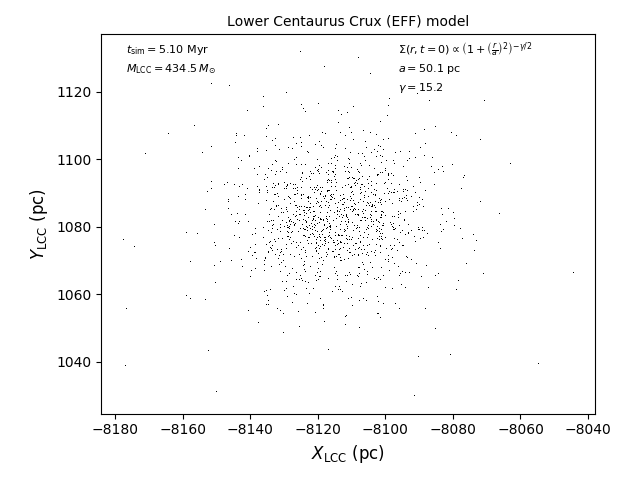 Lower Centaurus Crux (EFF) model
t_sim = 5.10 Myr
M_LCC = 434.5 M_⊙
Σ(r, t = 0) ∝ (1 + (r/a)²)^(−γ/2)
a = 50.1 pc
γ = 15.2
1120
1100
1080
1060
1040
Y_LCC (pc)
−8180 −8160 −8140 −8120 −8100 −8080 −8060 −8040
X_LCC (pc)